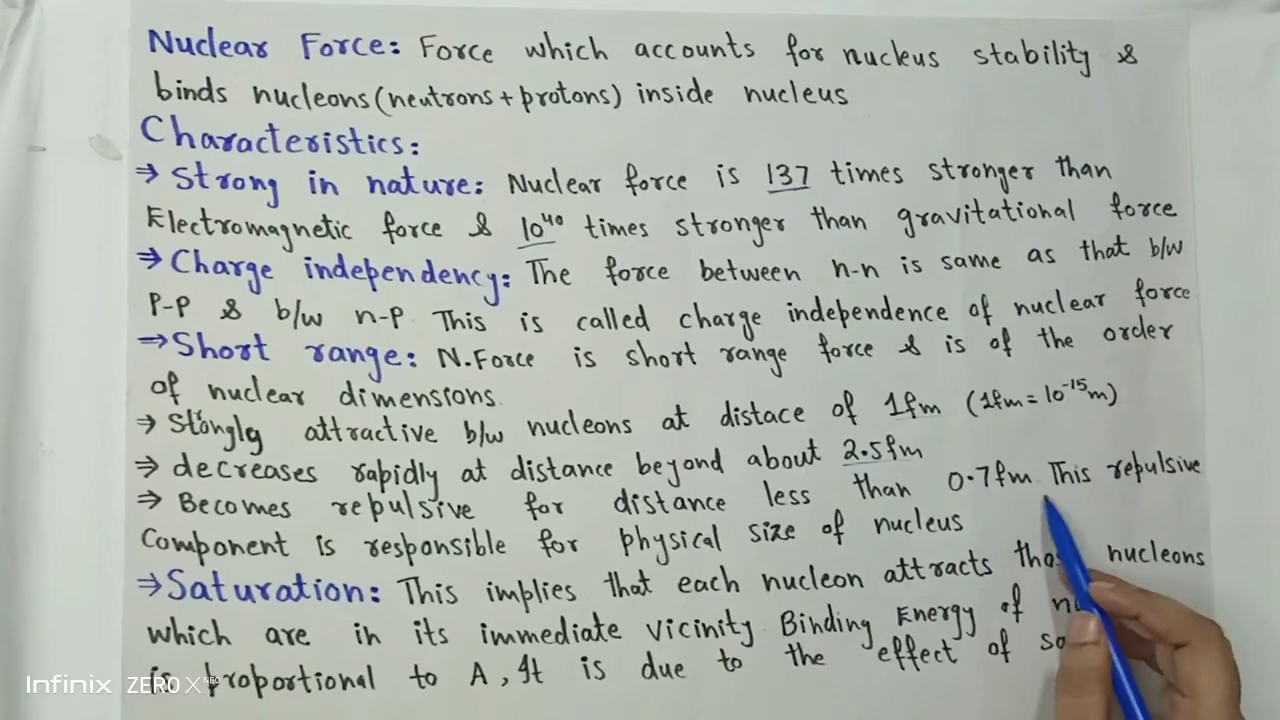 Nuclear Force: Force which accounts for nucleus stability &
binds nucleons (neutrons + protons) inside nucleus
Characteristics:
⇒ Strong in nature: Nuclear force is 137 times stronger than
Electromagnetic force & 10⁴⁰ times stronger than gravitational force
⇒ Charge independency: The force between n-n is same as that b/w
P-P & b/w n-P This is called charge independence of nuclear force
⇒ Short range: N.Force is short range force & is of the order
of nuclear dimensions.
⇒ Strongly attractive b/w nucleons at distace of 1fm (1fm = 10⁻¹⁵m)
⇒ decreases rapidly at distance beyond about 2.5fm
⇒ Becomes repulsive for distance less than 0.7fm This repulsive
Component is responsible for physical size of nucleus
⇒ Saturation: This implies that each nucleon attracts nucleons
which are in its immediate vicinity. Binding Energy of
is proportional to A, It is due to the effect of
Infinix ZERO X NEO